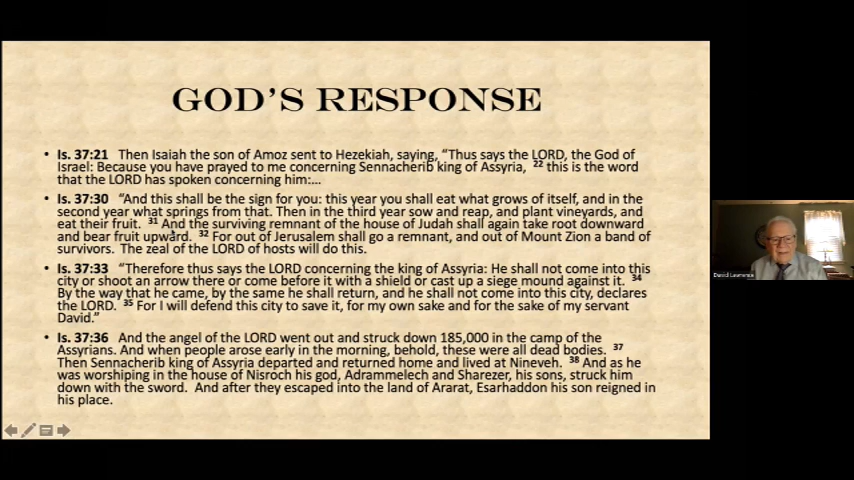 GOD'S RESPONSE
• Is. 37:21 Then Isaiah the son of Amoz sent to Hezekiah, saying, “Thus says the LORD, the God of
Israel: Because you have prayed to me concerning Sennacherib king of Assyria, 22 this is the word
that the LORD has spoken concerning him:...
• Is. 37:30 “And this shall be the sign for you: this year you shall eat what grows of itself, and in the
second year what springs from that. Then in the third year sow and reap, and plant vineyards, and
eat their fruit. 31 And the surviving remnant of the house of Judah shall again take root downward
and bear fruit upward. 32 For out of Jerusalem shall go a remnant, and out of Mount Zion a band of
survivors. The zeal of the LORD of hosts will do this.
• Is. 37:33 “Therefore thus says the LORD concerning the king of Assyria: He shall not come into this
city or shoot an arrow there or come before it with a shield or cast up a siege mound against it. 34
By the way that he came, by the same he shall return, and he shall not come into this city, declares
the LORD. 35 For I will defend this city to save it, for my own sake and for the sake of my servant
David.”
• Is. 37:36 And the angel of the LORD went out and struck down 185,000 in the camp of the
Assyrians. And when people arose early in the morning, behold, these were all dead bodies. 37
Then Sennacherib king of Assyria departed and returned home and lived at Nineveh. 38 And as he
was worshiping in the house of Nisroch his god, Adrammelech and Sharezer, his sons, struck him
down with the sword. And after they escaped into the land of Ararat, Esarhaddon his son reigned in
his place.
David Lawrence